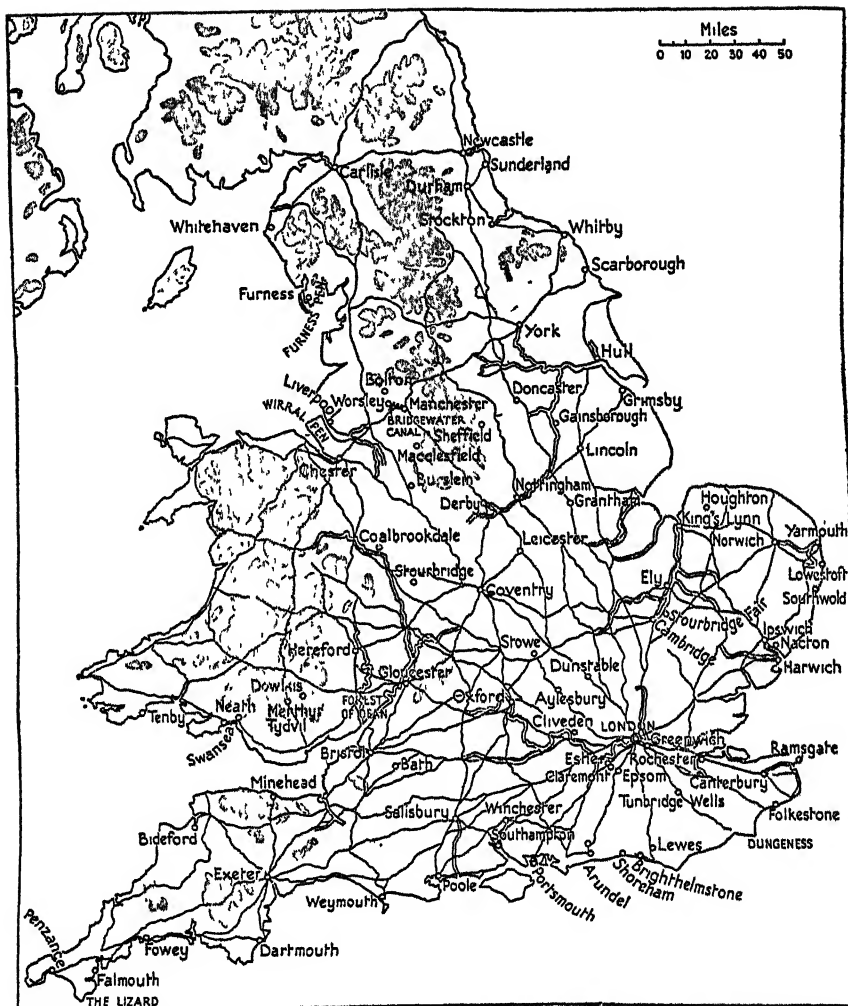 Miles
0 10 20 30 40 50
Newcastle
Sunderland
Carlisle
Durham
Stockton
Whitehaven
Whitby
Scarborough
Furness
FURNESS PEN.
York
Hull
Bolton
Liverpool
Worsley
Manchester
Doncaster
Grimsby
WIRRAL PEN
BRIDGEWATER
CANAL
Gainsborough
Sheffield
Macclesfield
Lincoln
Chester
Burslem
Nottingham
Derby
Grantham
Houghton
King's Lynn
Yarmouth
Norwich
Coalbrookdale
Leicester
Lowestoft
Stourbridge
Ely
Southwold
Coventry
Stourbridge Fair
Cambridge
Ipswich
Nacton
Hereford
Stowe
Harwich
Dowlais
Gloucester
Dunstable
Merthyr
Tydvil
FOREST
OF DEAN
Oxford
Aylesbury
Tenby
Neath
Swansea
Cliveden
LONDON
Greenwich
Bristol
Esher
Rochester
Ramsgate
Bath
Claremont
Epsom
Canterbury
Minehead
Tunbridge Wells
Salisbury
Winchester
Folkestone
Bideford
Southampton
DUNGENESS
Lewes
Exeter
Poole
Portsmouth
Arundel
Shoreham
Brighthelmstone
Weymouth
Penzance
Fowey
Dartmouth
Falmouth
THE LIZARD